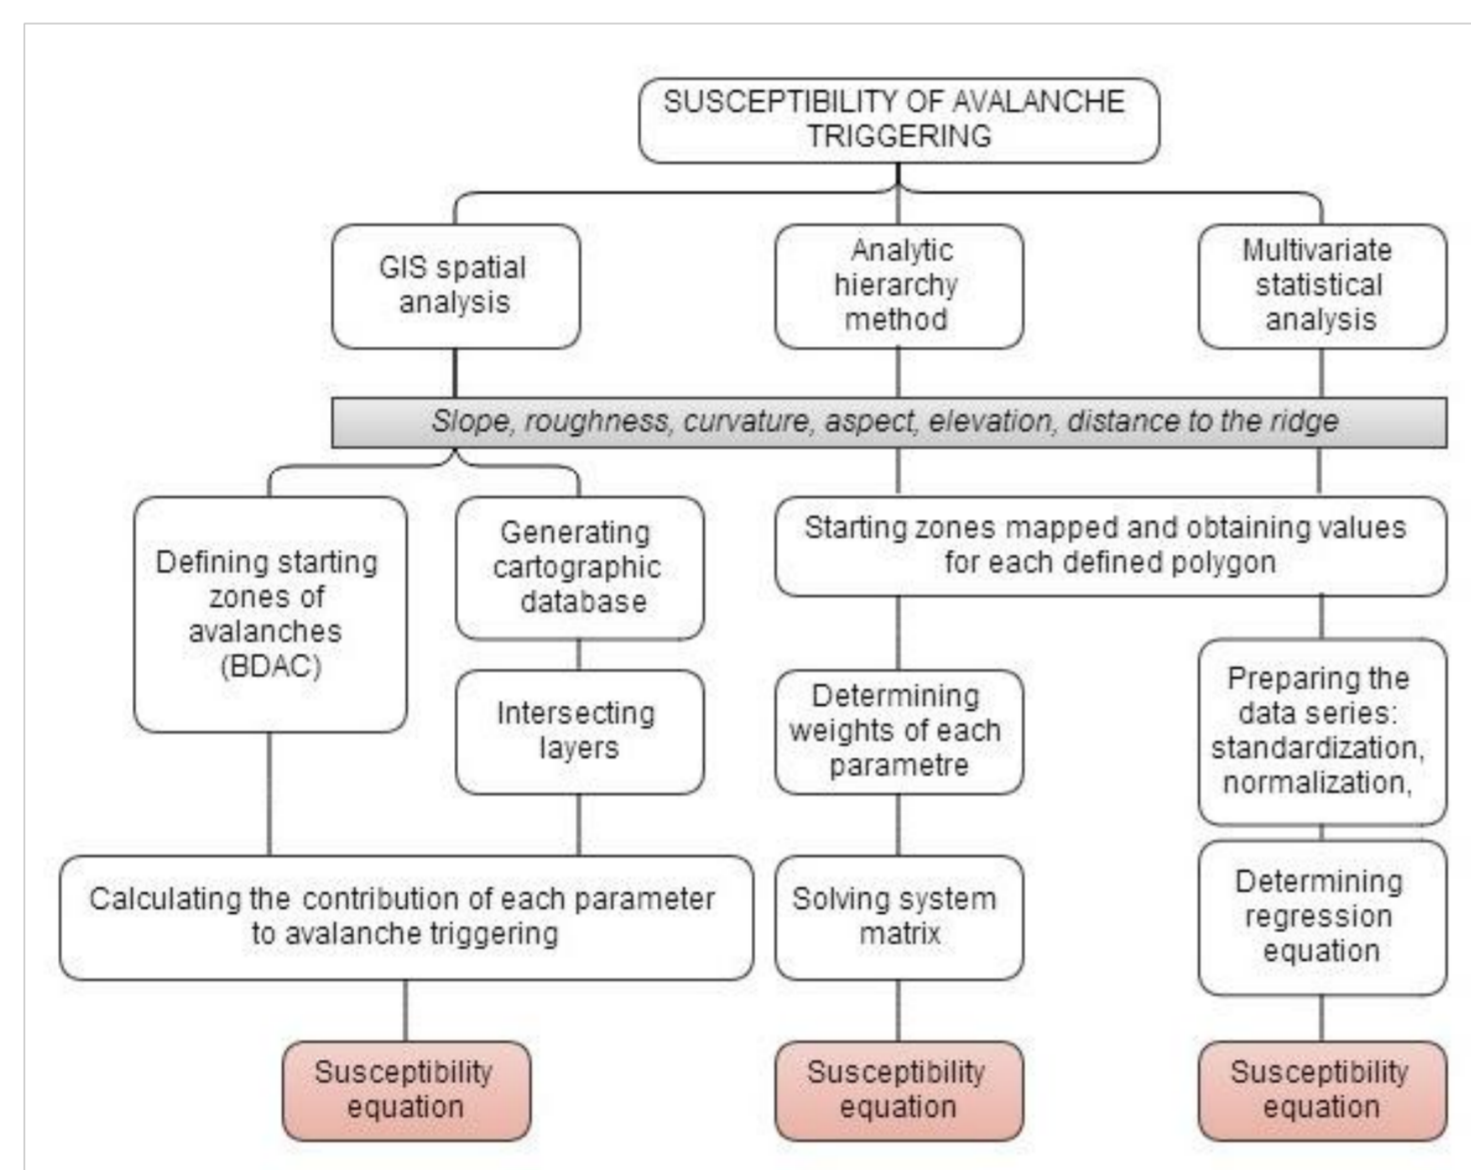 SUSCEPTIBILITY OF AVALANCHE
TRIGGERING
GIS spatial
analysis
Analytic
hierarchy
method
Multivariate
statistical
analysis
Slope, roughness, curvature, aspect, elevation, distance to the ridge
Defining starting
zones of
avalanches
(BDAC)
Generating
cartographic
database
Intersecting
layers
Starting zones mapped and obtaining values
for each defined polygon
Determining
weights of each
parametre
Preparing the
data series:
standardization,
normalization,
Calculating the contribution of each parameter
to avalanche triggering
Solving system
matrix
Determining
regression
equation
Susceptibility
equation
Susceptibility
equation
Susceptibility
equation